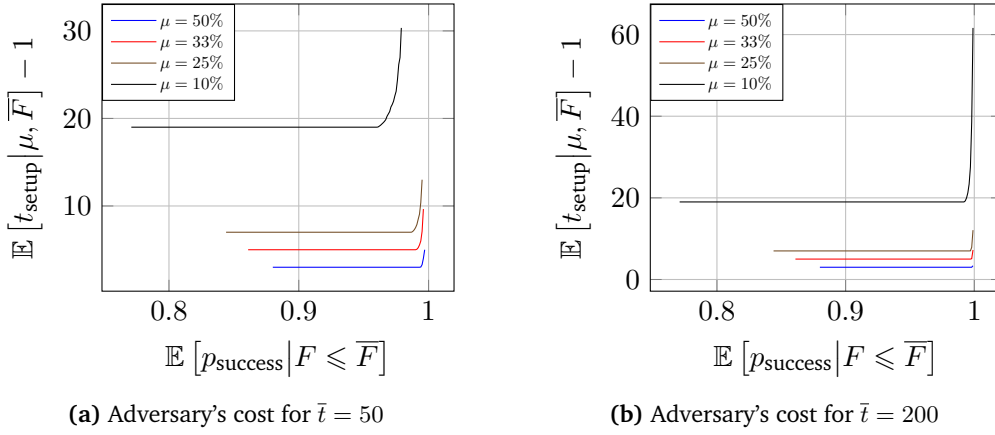 𝔼 [t_setup|μ, F̅] − 1
30
20
10
μ = 50%
μ = 33%
μ = 25%
μ = 10%
0.8 0.9 1
𝔼 [p_success|F ⩽ F̅]
(a) Adversary's cost for t̄ = 50
𝔼 [t_setup|μ, F̅] − 1
60
40
20
0
μ = 50%
μ = 33%
μ = 25%
μ = 10%
0.8 0.9 1
𝔼 [p_success|F ⩽ F̅]
(b) Adversary's cost for t̄ = 200